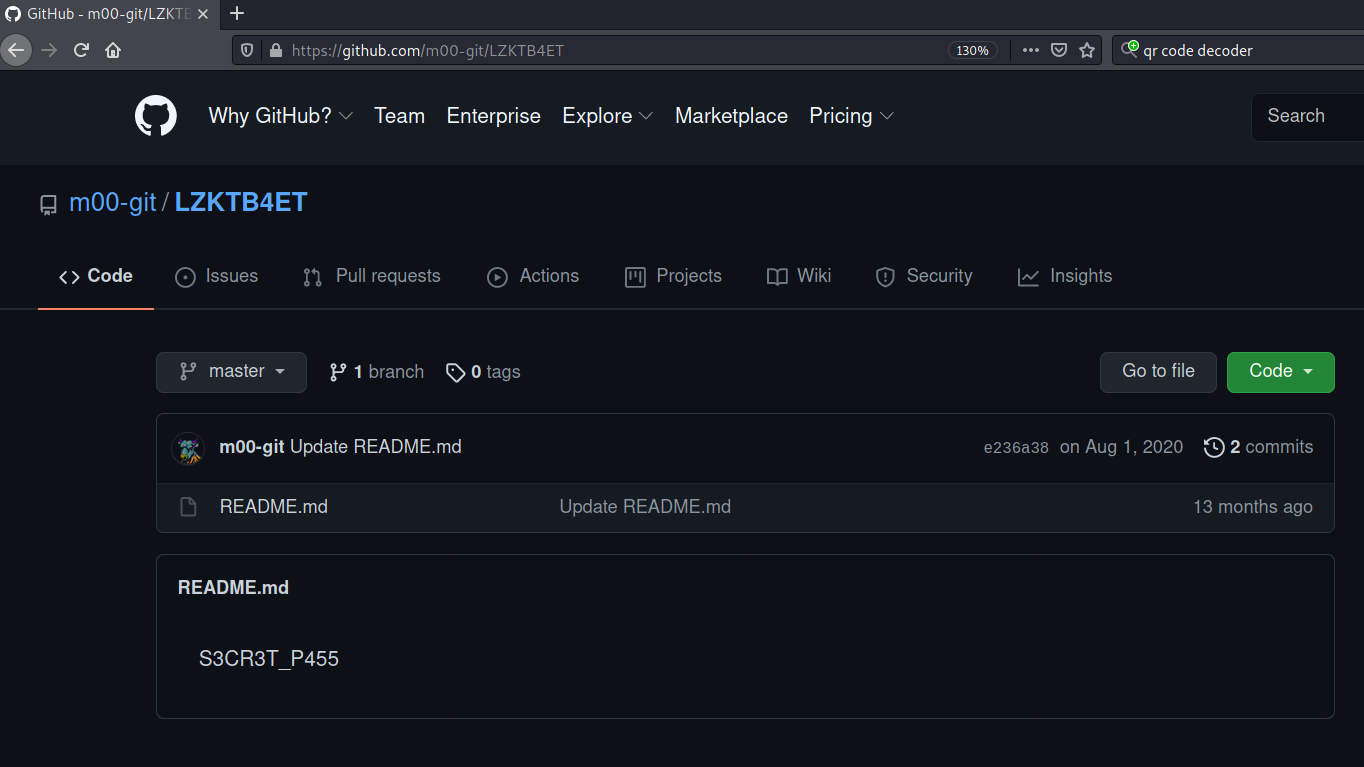 GitHub - m00-git/LZKTB
https://github.com/m00-git/LZKTB4ET 130% qr code decoder
Why GitHub? Team Enterprise Explore Marketplace Pricing Search
m00-git / LZKTB4ET
Code Issues Pull requests Actions Projects Wiki Security Insights
master 1 branch 0 tags Go to file Code
m00-git Update README.md e236a38 on Aug 1, 2020 2 commits
README.md Update README.md 13 months ago
README.md
S3CR3T_P455